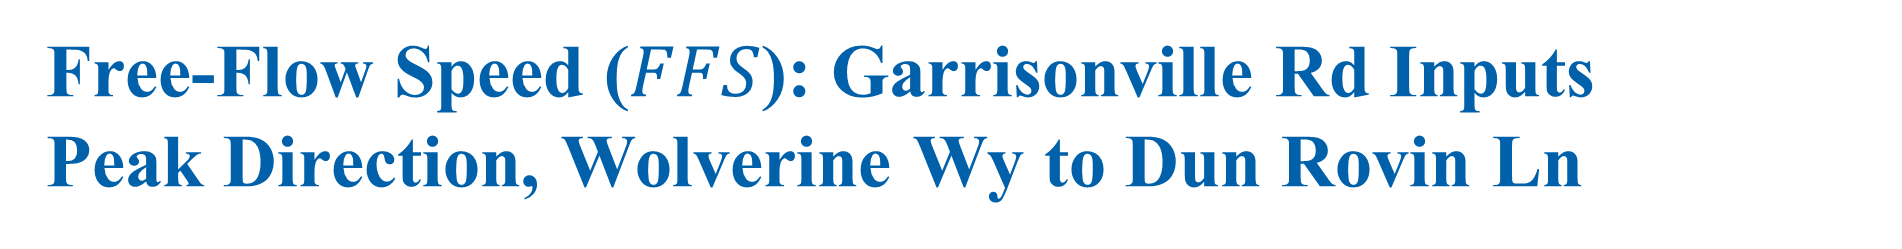 Free-Flow Speed (FFS): Garrisonville Rd Inputs
Peak Direction, Wolverine Wy to Dun Rovin Ln